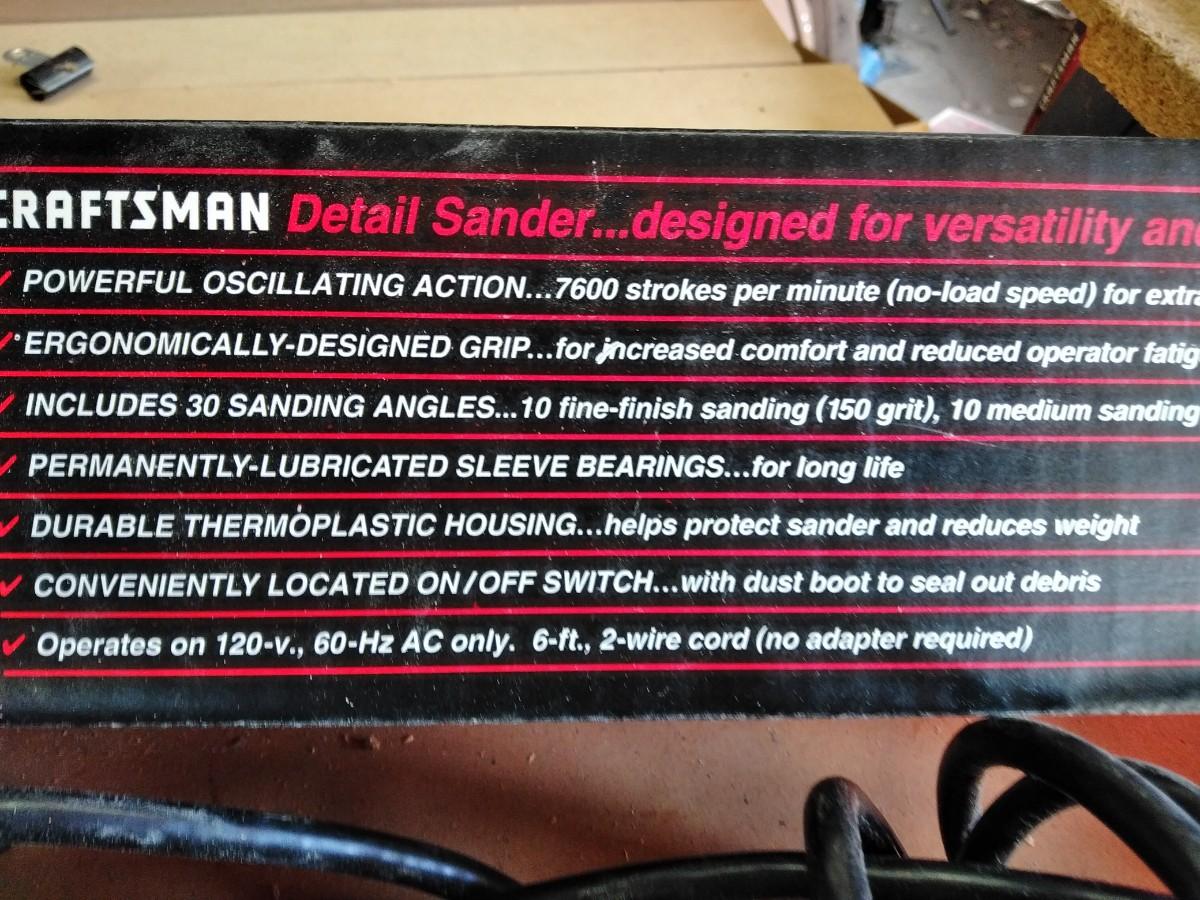 CRAFTSMAN Detail Sander...designed for versatility and
✓ POWERFUL OSCILLATING ACTION...7600 strokes per minute (no-load speed) for extra
✓ ERGONOMICALLY-DESIGNED GRIP...for increased comfort and reduced operator fatig
✓ INCLUDES 30 SANDING ANGLES...10 fine-finish sanding (150 grit), 10 medium sanding
✓ PERMANENTLY-LUBRICATED SLEEVE BEARINGS...for long life
✓ DURABLE THERMOPLASTIC HOUSING...helps protect sander and reduces weight
✓ CONVENIENTLY LOCATED ON/OFF SWITCH...with dust boot to seal out debris
✓ Operates on 120-v., 60-Hz AC only. 6-ft., 2-wire cord (no adapter required)
CRAFTSMAN